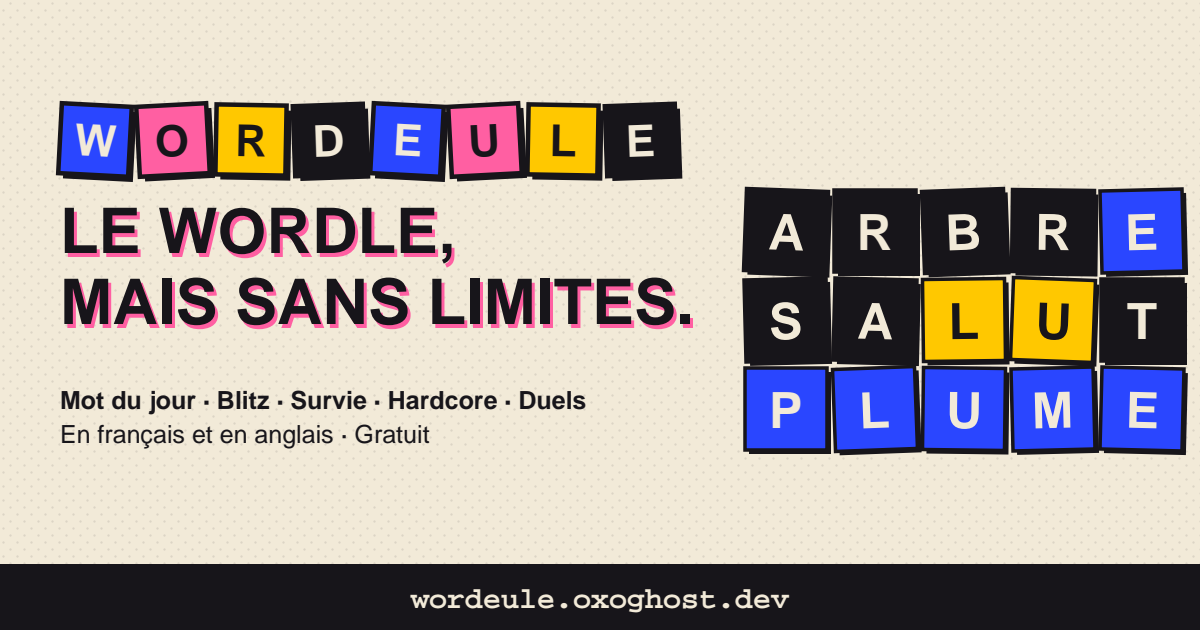 WORDEULE
LE WORDLE,
MAIS SANS LIMITES.
Mot du jour · Blitz · Survie · Hardcore · Duels
En français et en anglais · Gratuit
ARBRE
SALUT
PLUME
wordeule.oxoghost.dev